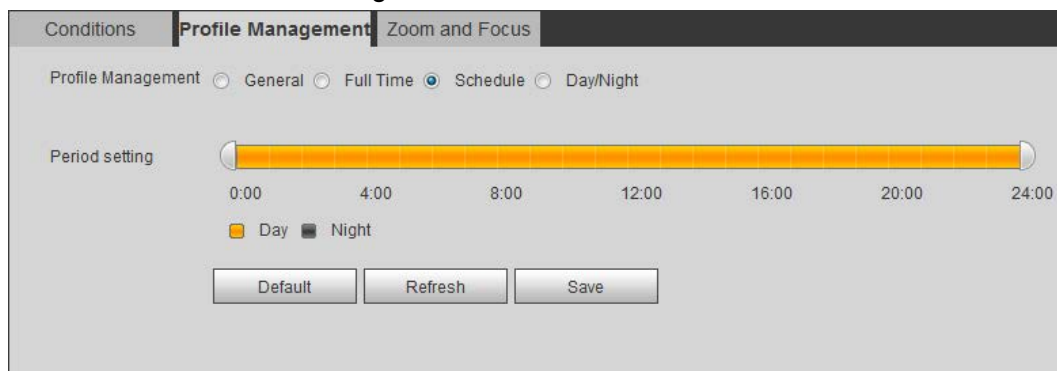 Conditions Profile Management Zoom and Focus
Profile Management General Full Time Schedule Day/Night
Period setting
0:00 4:00 8:00 12:00 16:00 20:00 24:00
Day Night
Default Refresh Save